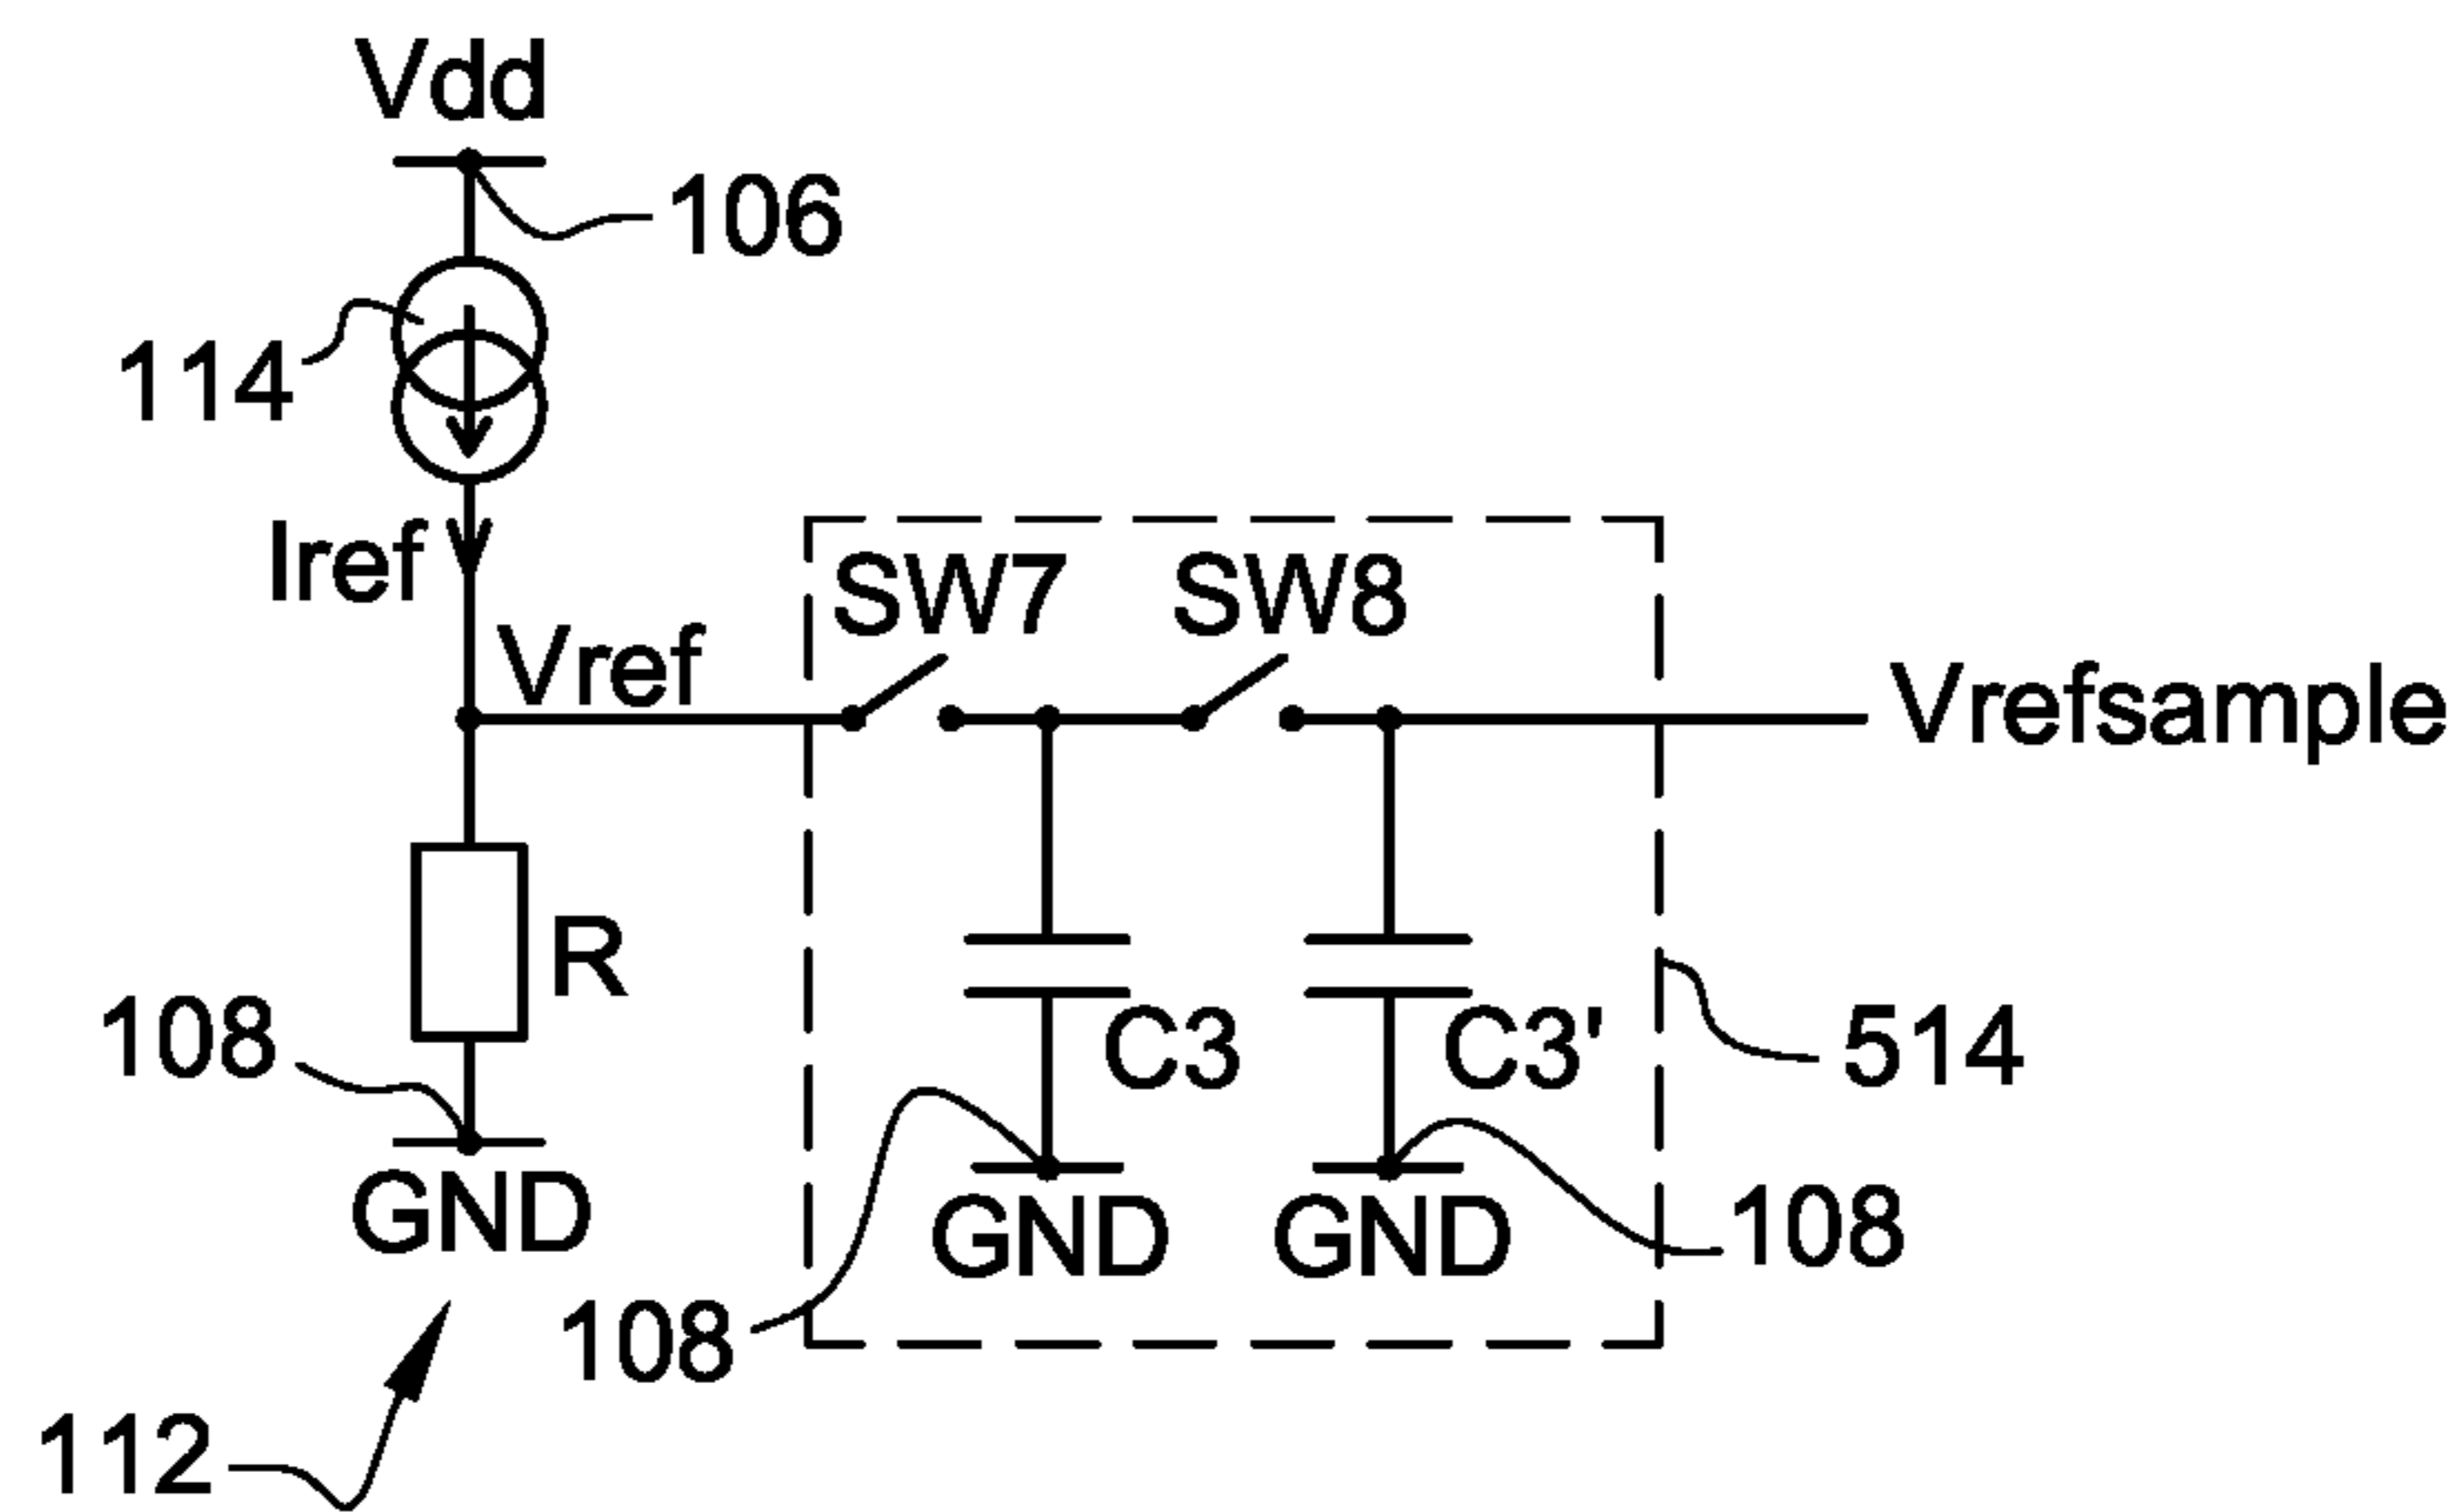 Vdd
106
114
Iref
SW7 SW8
Vref
Vrefsample
R
108
C3
C3'
514
GND
GND
GND
108
108
112